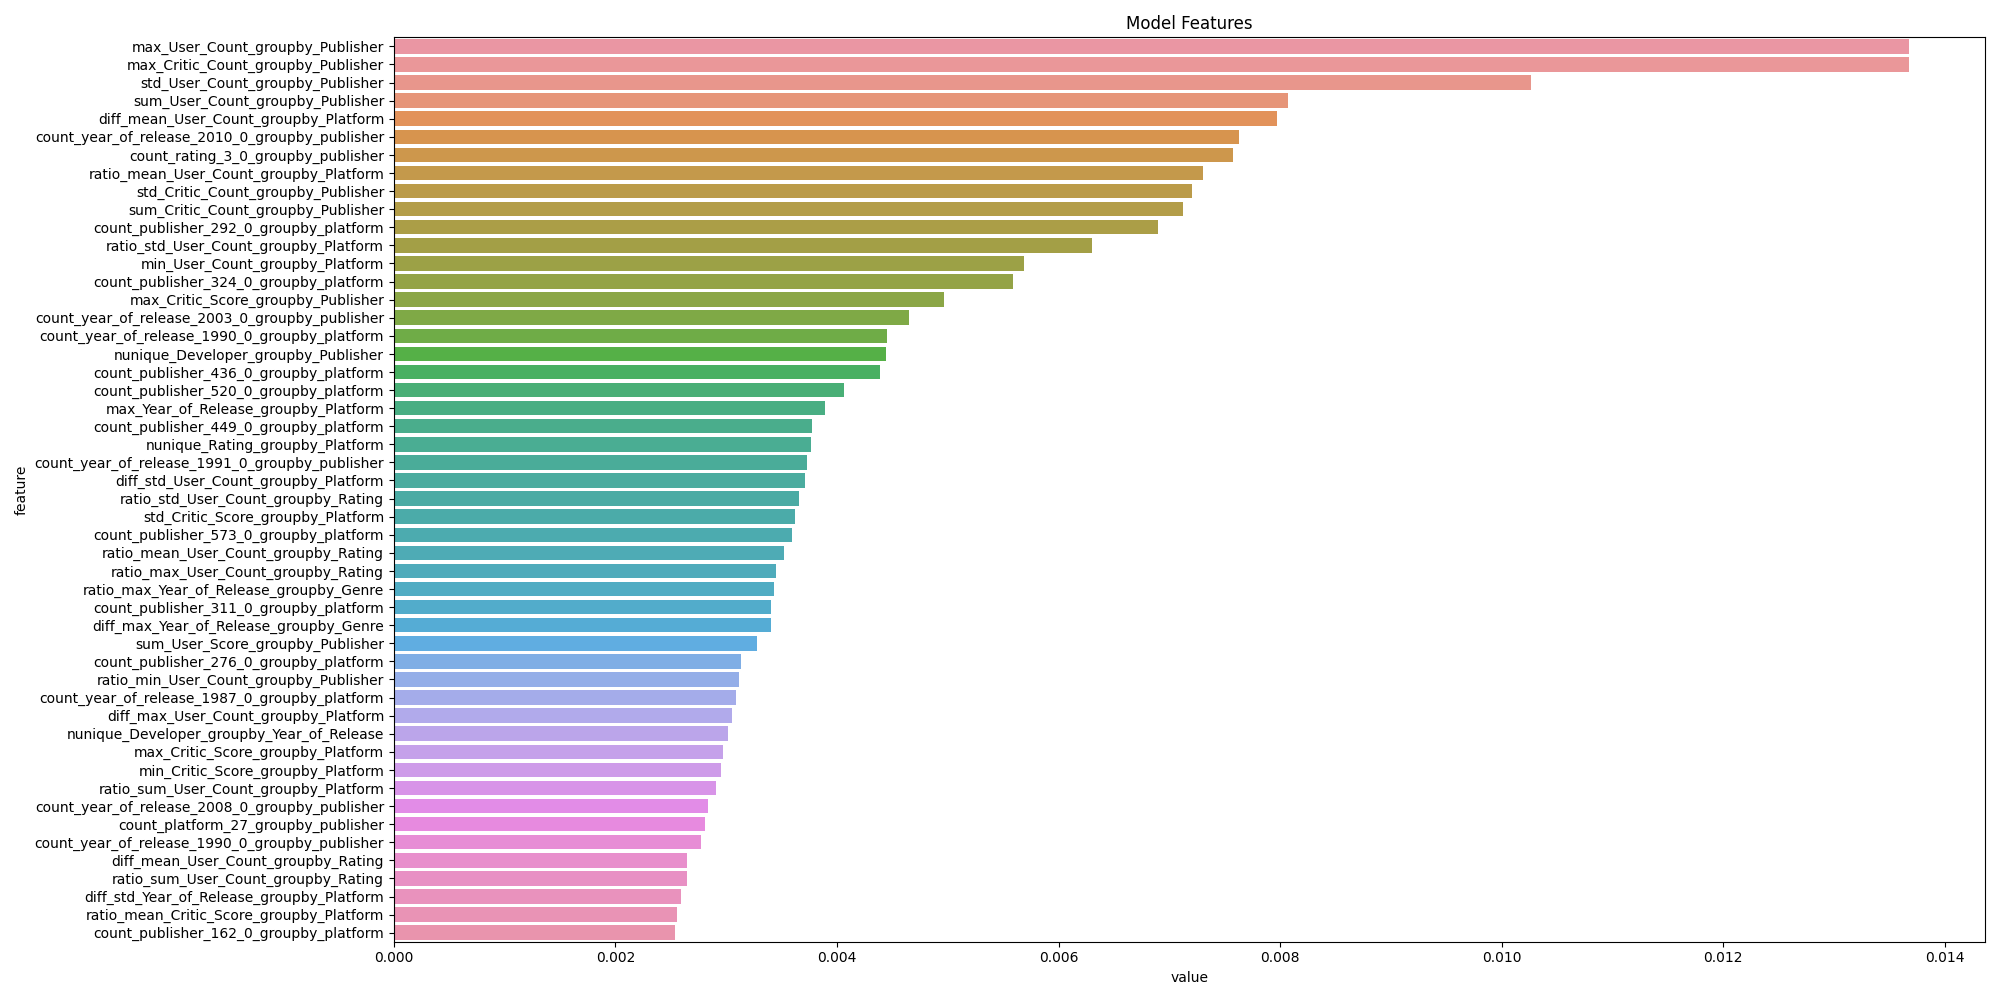 Model Features
max_User_Count_groupby_Publisher
max_Critic_Count_groupby_Publisher
std_User_Count_groupby_Publisher
sum_User_Count_groupby_Publisher
diff_mean_User_Count_groupby_Platform
count_year_of_release_2010_0_groupby_publisher
count_rating_3_0_groupby_publisher
ratio_mean_User_Count_groupby_Platform
std_Critic_Count_groupby_Publisher
sum_Critic_Count_groupby_Publisher
count_publisher_292_0_groupby_platform
ratio_std_User_Count_groupby_Platform
min_User_Count_groupby_Platform
count_publisher_324_0_groupby_platform
max_Critic_Score_groupby_Publisher
count_year_of_release_2003_0_groupby_publisher
count_year_of_release_1990_0_groupby_platform
nunique_Developer_groupby_Publisher
count_publisher_436_0_groupby_platform
count_publisher_520_0_groupby_platform
max_Year_of_Release_groupby_Platform
count_publisher_449_0_groupby_platform
nunique_Rating_groupby_Platform
count_year_of_release_1991_0_groupby_publisher
diff_std_User_Count_groupby_Platform
ratio_std_User_Count_groupby_Rating
std_Critic_Score_groupby_Platform
count_publisher_573_0_groupby_platform
ratio_mean_User_Count_groupby_Rating
ratio_max_User_Count_groupby_Rating
ratio_max_Year_of_Release_groupby_Genre
count_publisher_311_0_groupby_platform
diff_max_Year_of_Release_groupby_Genre
sum_User_Score_groupby_Publisher
count_publisher_276_0_groupby_platform
ratio_min_User_Count_groupby_Publisher
count_year_of_release_1987_0_groupby_platform
diff_max_User_Count_groupby_Platform
nunique_Developer_groupby_Year_of_Release
max_Critic_Score_groupby_Platform
min_Critic_Score_groupby_Platform
ratio_sum_User_Count_groupby_Platform
count_year_of_release_2008_0_groupby_publisher
count_platform_27_groupby_publisher
count_year_of_release_1990_0_groupby_publisher
diff_mean_User_Count_groupby_Rating
ratio_sum_User_Count_groupby_Rating
diff_std_Year_of_Release_groupby_Platform
ratio_mean_Critic_Score_groupby_Platform
count_publisher_162_0_groupby_platform
feature
0.000 0.002 0.004 0.006 0.008 0.010 0.012 0.014
value